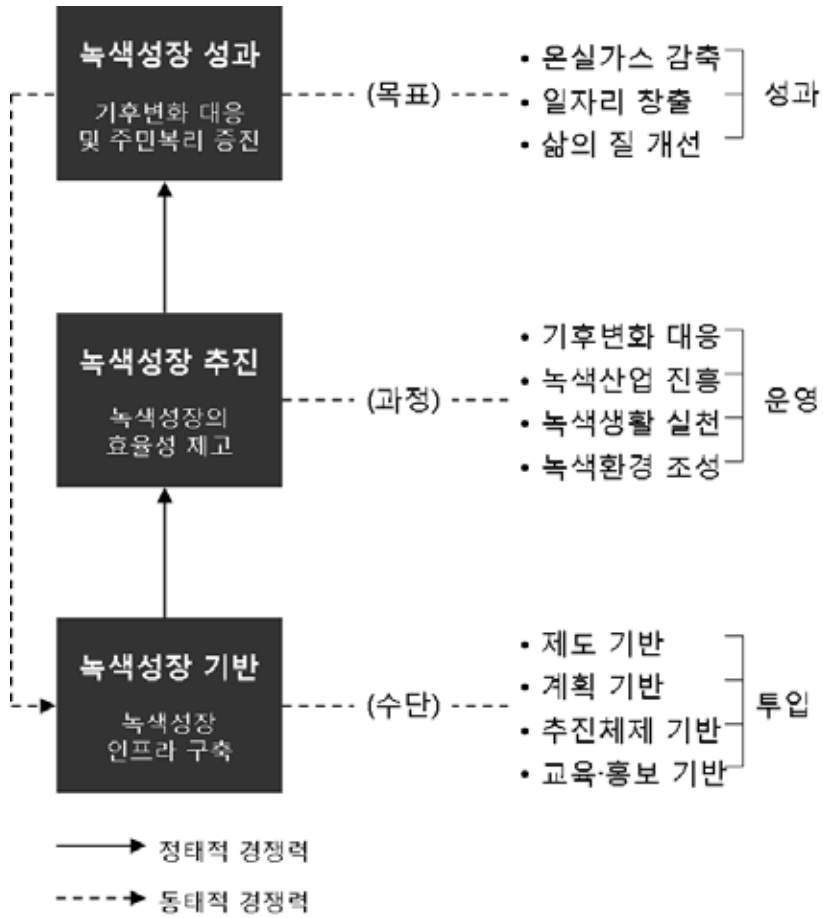 녹색성장 성과
기후변화 대응
및 주민복리 증진
(목표)
• 온실가스 감축
• 일자리 창출
• 삶의 질 개선
성과
녹색성장 추진
녹색성장의
효율성 제고
(과정)
• 기후변화 대응
• 녹색산업 진흥
• 녹색생활 실천
• 녹색환경 조성
운영
녹색성장 기반
녹색성장
인프라 구축
(수단)
• 제도 기반
• 계획 기반
• 추진체제 기반
• 교육·홍보 기반
투입
정태적 경쟁력
동태적 경쟁력